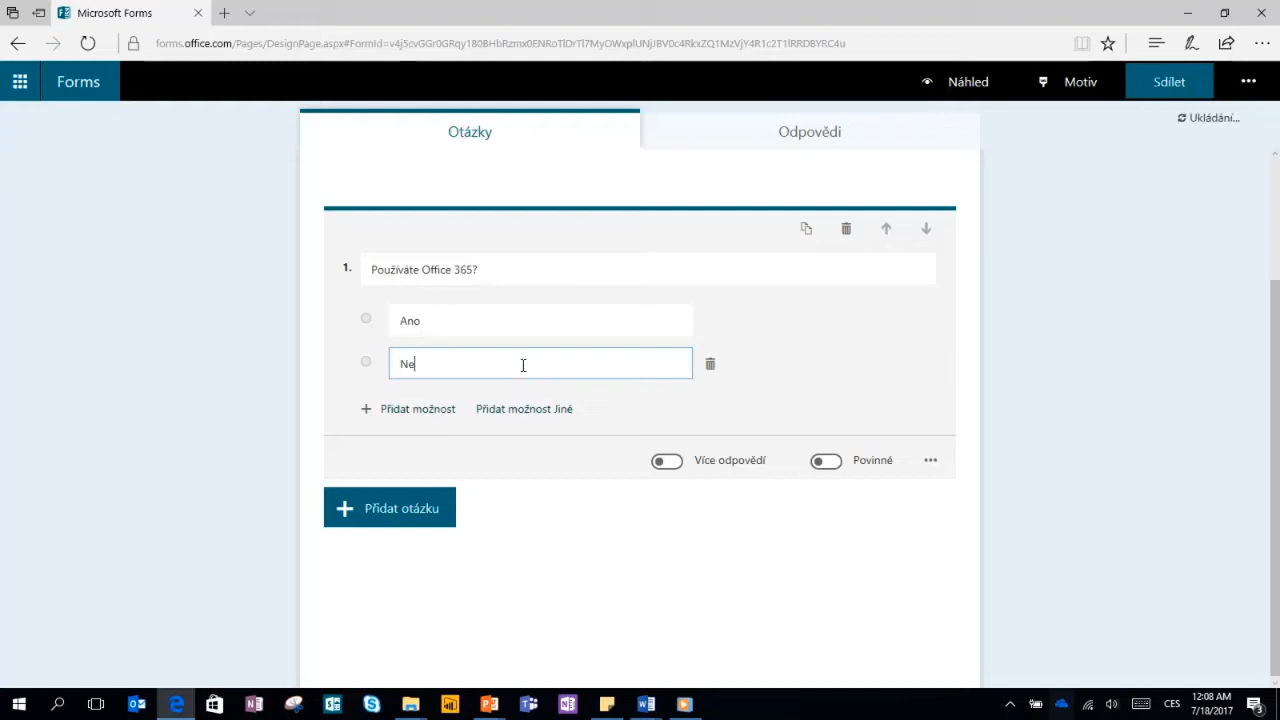 Microsoft Forms
forms.office.com/Pages/DesignPage.aspx#FormId=v4j5cvGGr0GRqy180BHbRzmx0ENRoTlDrTl7MyOWxplUNjJBV0c4RkxZQ1MzVjY4R1c2T1lRRDBYRC4u
Forms
Náhled
Motiv
Sdílet
Otázky
Odpovědi
Ukládání...
1.
Používáte Office 365?
Ano
Ne
Přidat možnost
Přidat možnost Jiné
Více odpovědí
Povinné
Přidat otázku
CES
12:08 AM
7/18/2017
3